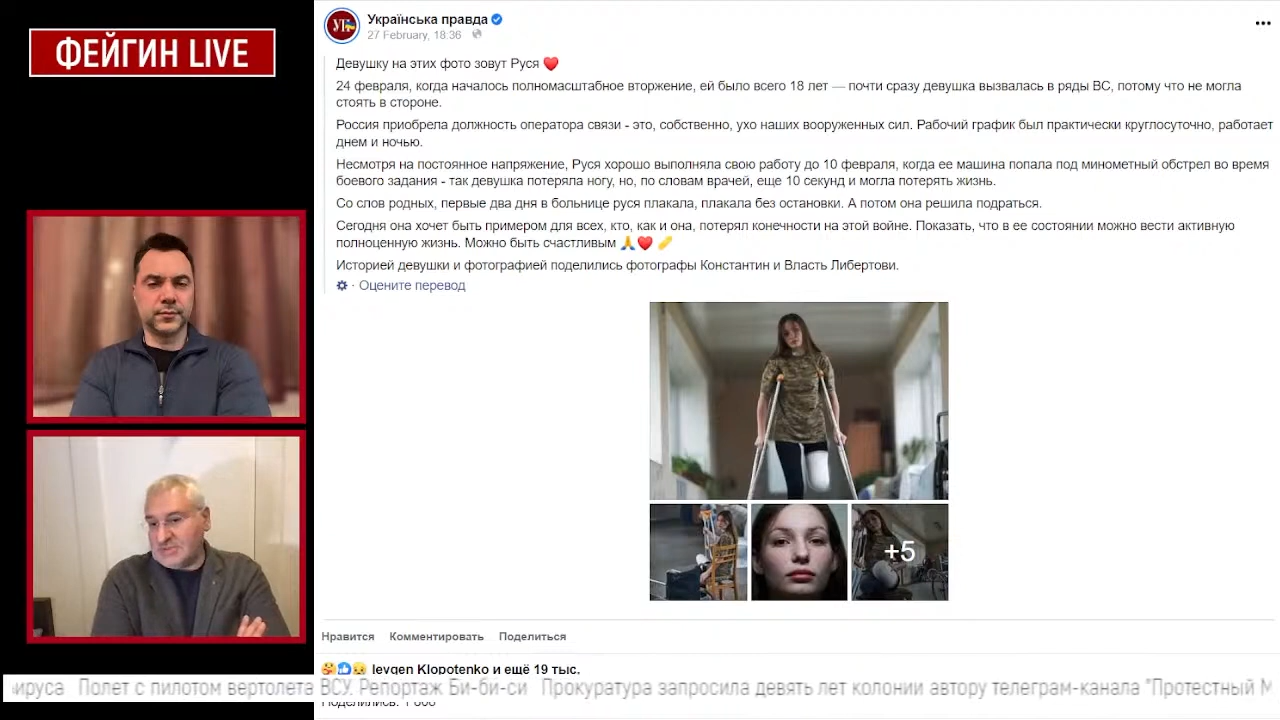 ФЕЙГИН LIVE
Українська правда
27 February, 18:36
Девушку на этих фото зовут Руся
24 февраля, когда началось полномасштабное вторжение, ей было всего 18 лет — почти сразу девушка вызвалась в ряды ВС, потому что не могла
стоять в стороне.
Россия приобрела должность оператора связи - это, собственно, ухо наших вооруженных сил. Рабочий график был практически круглосуточно, работает
днем и ночью.
Несмотря на постоянное напряжение, Руся хорошо выполняла свою работу до 10 февраля, когда ее машина попала под минометный обстрел во время
боевого задания - так девушка потеряла ногу, но, по словам врачей, еще 10 секунд и могла потерять жизнь.
Со слов родных, первые два дня в больнице руся плакала, плакала без остановки. А потом она решила подраться.
Сегодня она хочет быть примером для всех, кто, как и она, потерял конечности на этой войне. Показать, что в ее состоянии можно вести активную
полноценную жизнь. Можно быть счастливым
Историей девушки и фотографией поделились фотографы Константин и Власть Либертови.
· Оцените перевод
+5
Нравится Комментировать Поделиться
Ievgen Klopotenko и ещё 19 тыс.
ируса Полет с пилотом вертолета ВСУ. Репортаж Би-би-си Прокуратура запросила девять лет колонии автору телеграм-канала "Протестный М
Поделились: